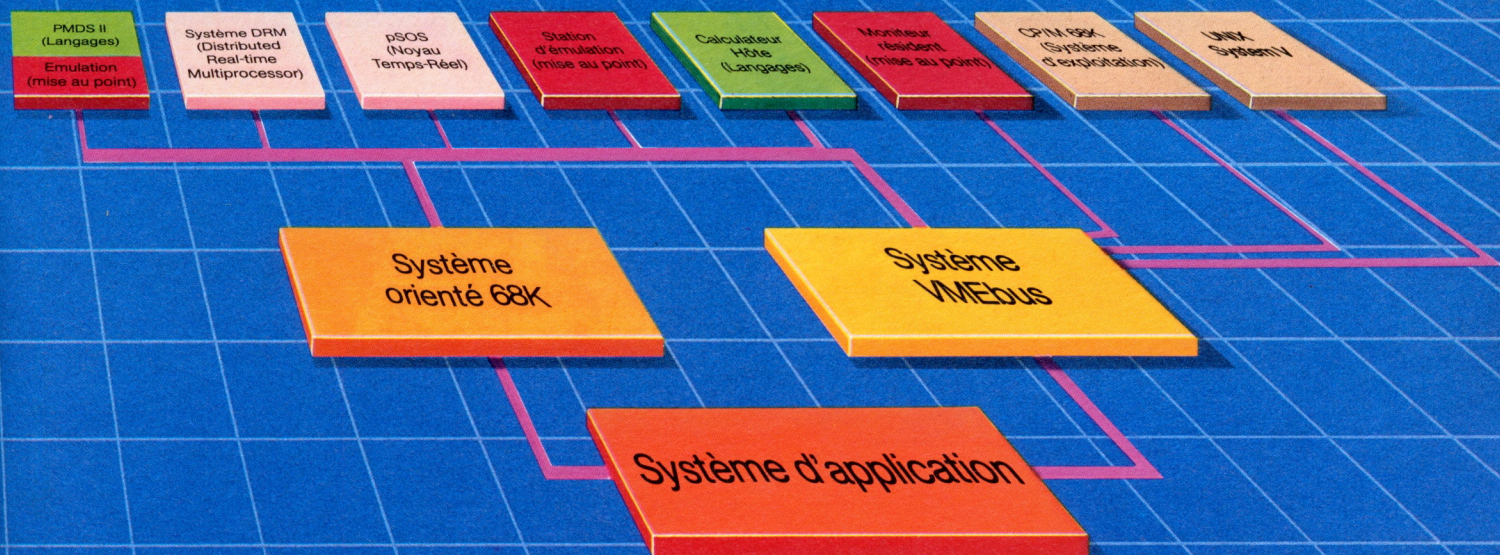 PMDS II
(Langages)
Emulation
(mise au point)
Système DRM
(Distributed
Real-time
Multiprocessor)
pSOS
(Noyau
Temps-Réel)
Station
d'émulation
(mise au point)
Calculateur
Hôte
(Langages)
Moniteur
résident
(mise au point)
CP/M 68K
(Système
d'exploitation)
UNIX
System V
Système
orienté 68K
Système
VMEbus
Système d'application